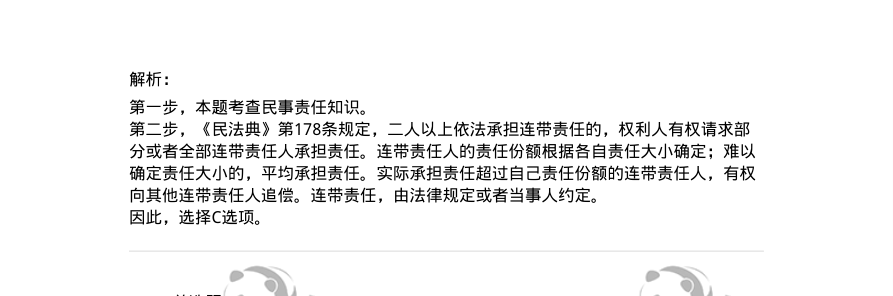 解析：
第一步，本题考查民事责任知识。
第二步，《民法典》第178条规定，二人以上依法承担连带责任的，权利人有权请求部
分或者全部连带责任人承担责任。连带责任人的责任份额根据各自责任大小确定；难以
确定责任大小的，平均承担责任。实际承担责任超过自己责任份额的连带责任人，有权
向其他连带责任人追偿。连带责任，由法律规定或者当事人约定。
因此，选择C选项。